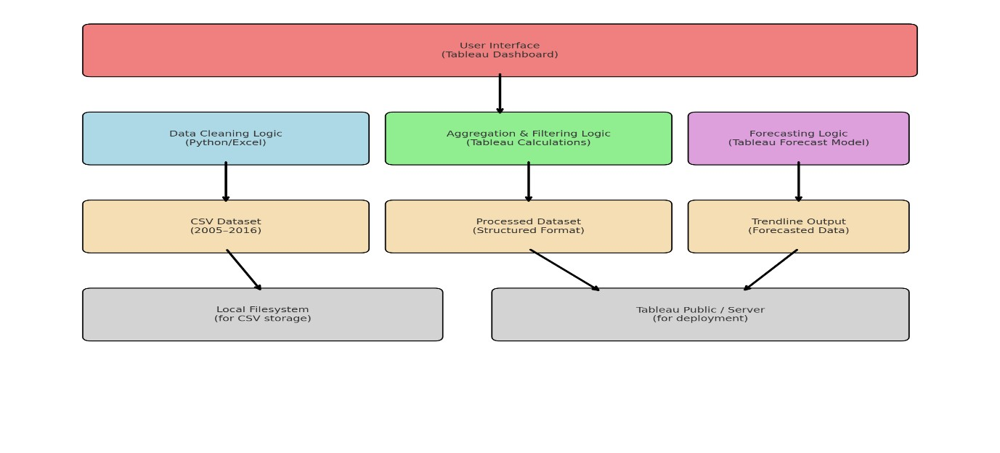 User Interface
(Tableau Dashboard)
Data Cleaning Logic
(Python/Excel)
Aggregation & Filtering Logic
(Tableau Calculations)
Forecasting Logic
(Tableau Forecast Model)
CSV Dataset
(2005–2016)
Processed Dataset
(Structured Format)
Trendline Output
(Forecasted Data)
Local Filesystem
(for CSV storage)
Tableau Public / Server
(for deployment)